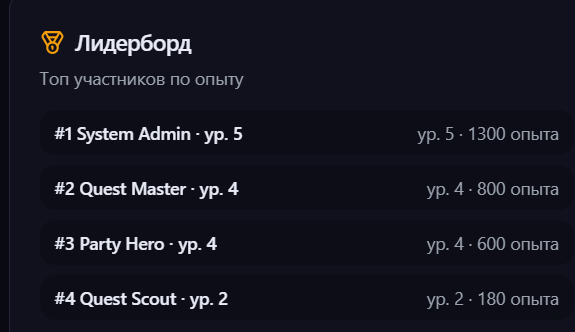 Лидерборд
Топ участников по опыту
#1 System Admin · ур. 5 ур. 5 · 1300 опыта
#2 Quest Master · ур. 4 ур. 4 · 800 опыта
#3 Party Hero · ур. 4 ур. 4 · 600 опыта
#4 Quest Scout · ур. 2 ур. 2 · 180 опыта